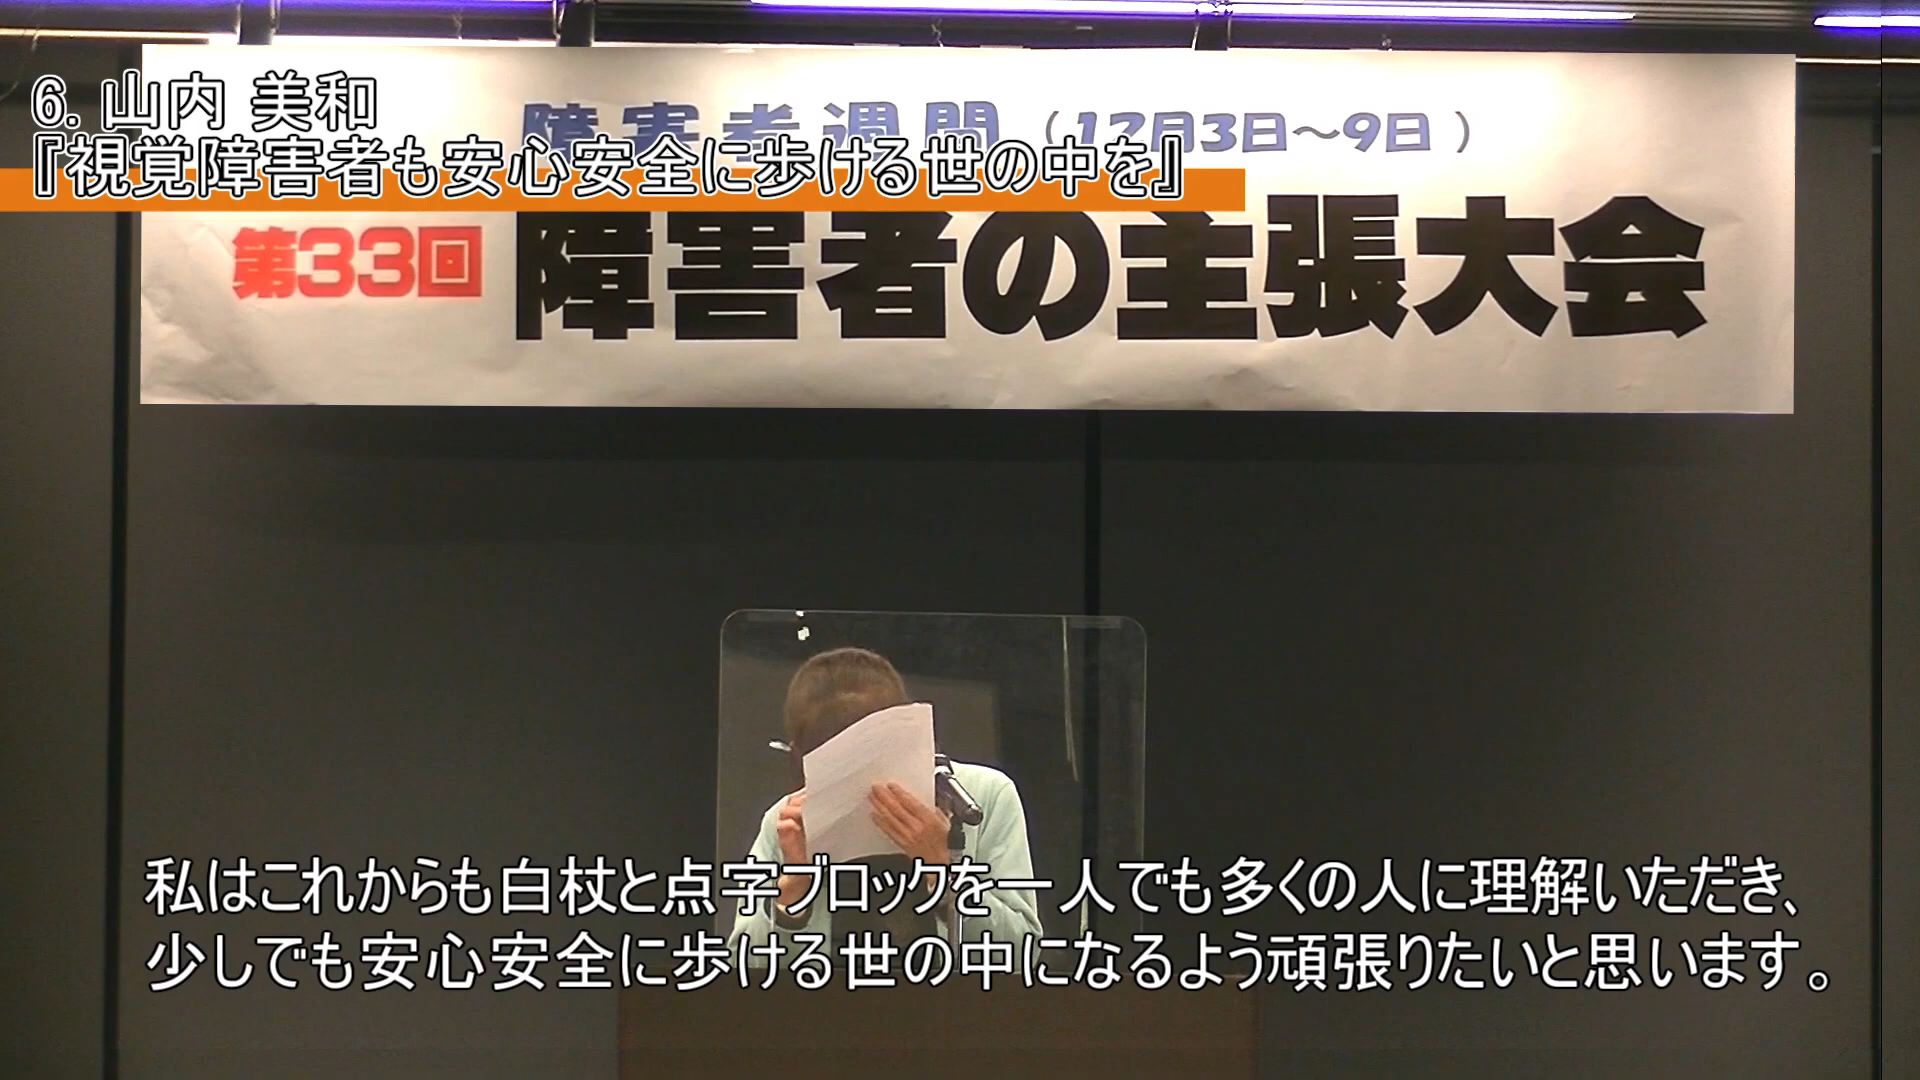 6. 山内 美和
『視覚障害者も安心安全に歩ける世の中を』
障害者週間（12月3日～9日）
第33回 障害者の主張大会
私はこれからも白杖と点字ブロックを一人でも多くの人に理解いただき、
少しでも安心安全に歩ける世の中になるよう頑張りたいと思います。